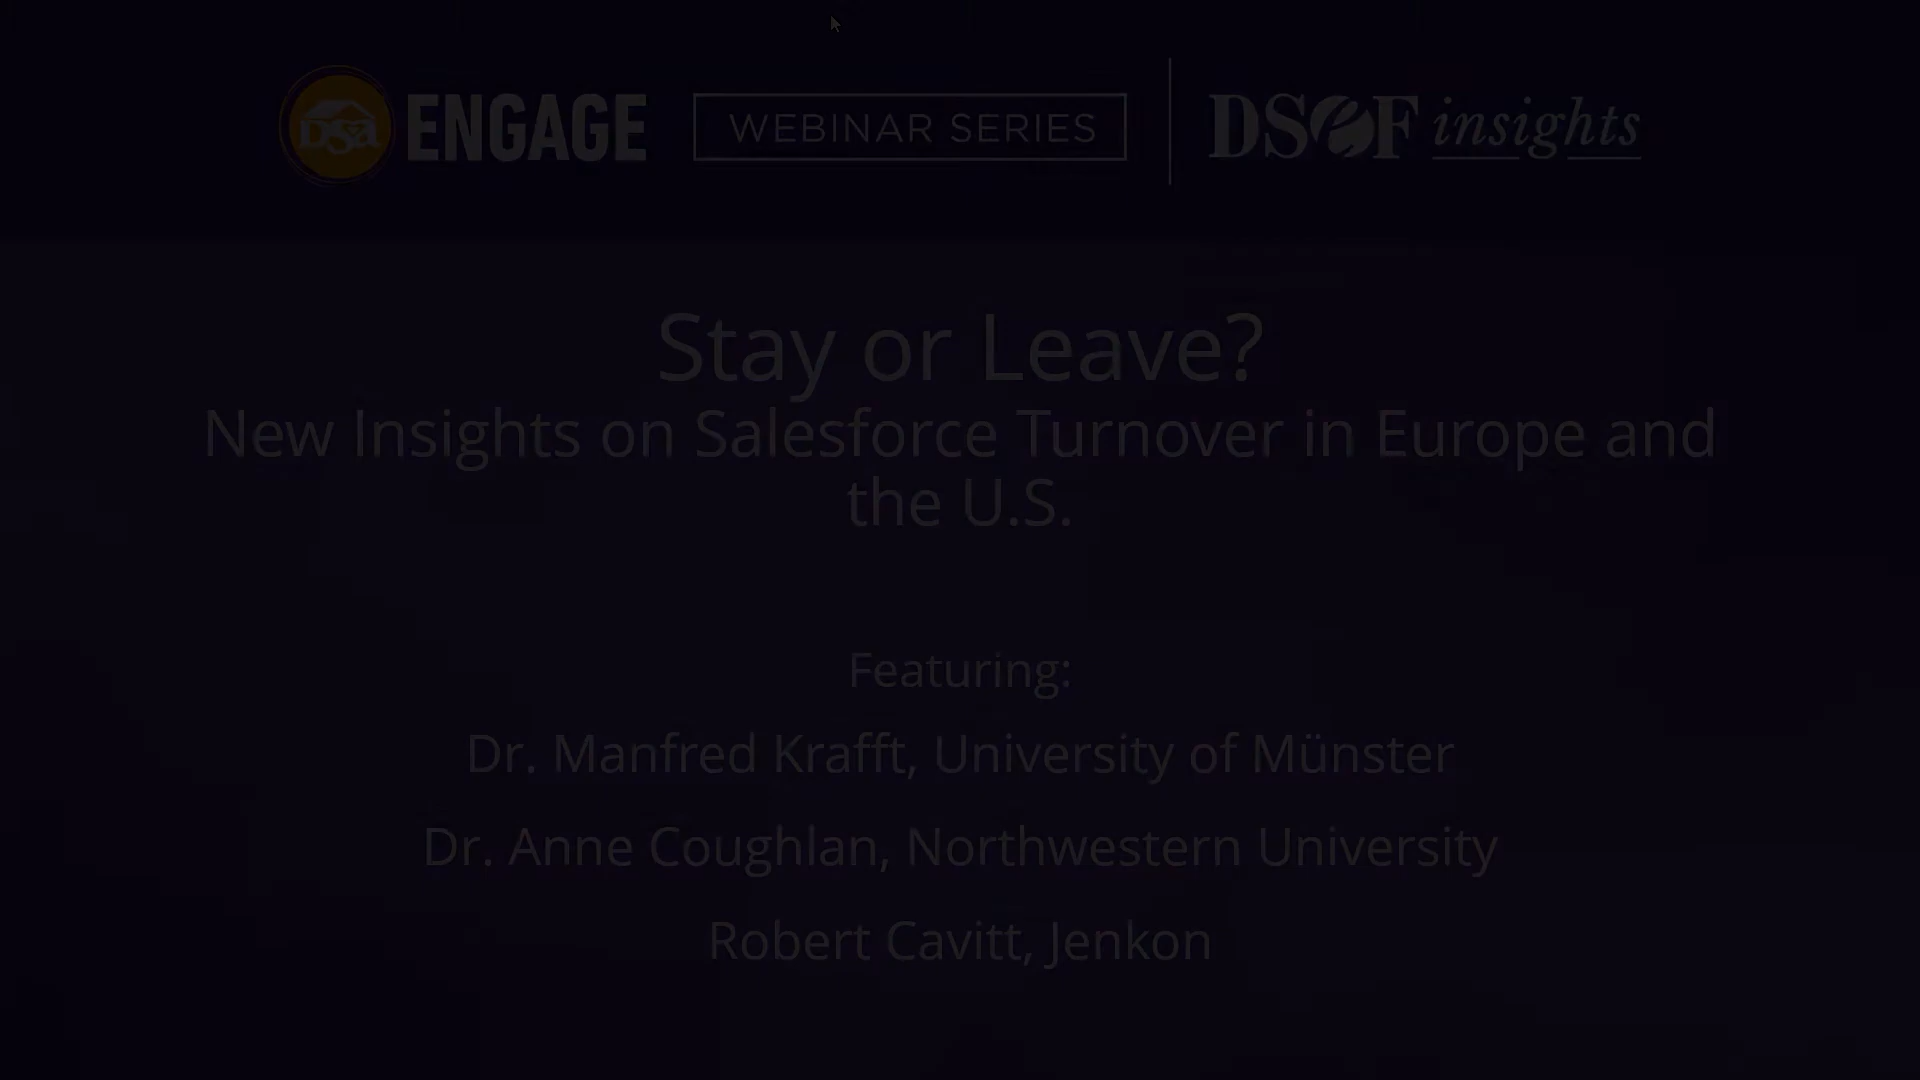 DSa ENGAGE WEBINAR SERIES DSEF insights
Stay or Leave?
New Insights on Salesforce Turnover in Europe and
the U.S.
Featuring:
Dr. Manfred Krafft, University of Münster
Dr. Anne Coughlan, Northwestern University
Robert Cavitt, Jenkon